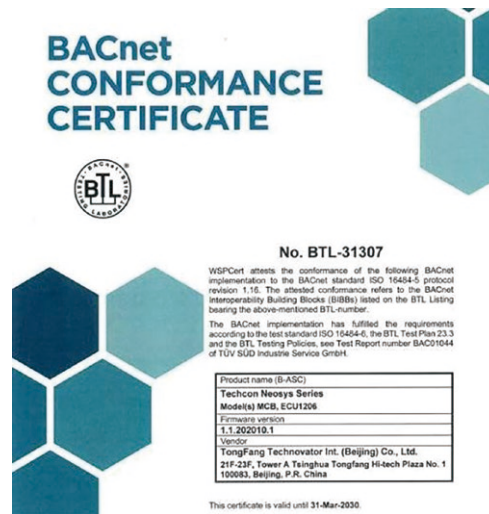 BACnet
CONFORMANCE
CERTIFICATE
BACnet
TESTING
LABORATORIES
BTL
®
No. BTL-31307
WSPCert attests the conformance of the following BACnet
implementation to the BACnet standard ISO 16484-5 protocol
revision 1.16. The attested conformance refers to the BACnet
Interoperability Building Blocks (BIBBs) listed on the BTL Listing
bearing the above-mentioned BTL-number.
The BACnet implementation has fulfilled the requirements
according to the test standard ISO 16484-6, the BTL Test Plan 23.3
and the BTL Testing Policies, see Test Report number BAC01044
of TÜV SÜD Industrie Service GmbH.
Product name (B-ASC)
Techcon Neosys Series
Model(s) MCB, ECU1206
Firmware version
1.1.202010.1
Vendor
TongFang Technovator Int. (Beijing) Co., Ltd.
21F-23F, Tower A Tsinghua Tongfang Hi-tech Plaza No. 1
100083, Beijing, P.R. China
This certificate is valid until 31-Mar-2030.